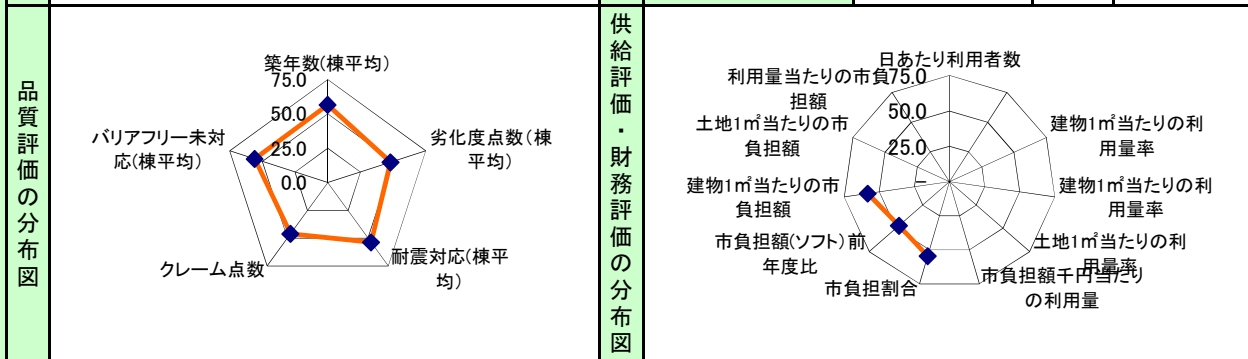 品質評価の分布図
築年数(棟平均)
75.0
50.0
25.0
0.0
劣化度点数(棟
平均)
耐震対応(棟平
均)
クレーム点数
バリアフリー未対
応(棟平均)
供給評価・財務評価の分布図
日あたり利用者数
75.0
50.0
25.0
－
建物1㎡当たりの利
用量率
建物1㎡当たりの利
用量率
土地1㎡当たりの利
用量率
市負担額千円当たり
の利用量
市負担割合
市負担額(ソフト)前
年度比
建物1㎡当たりの市
負担額
土地1㎡当たりの市
負担額
利用量当たりの市負
担額